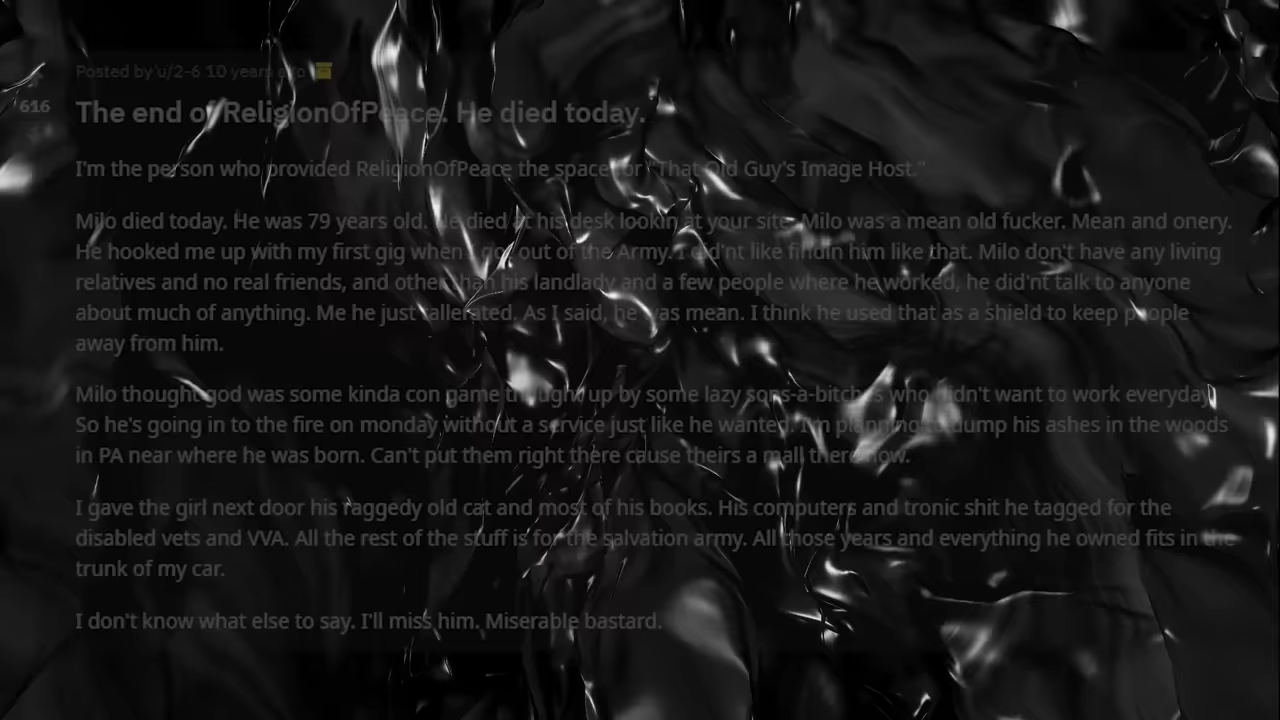 Posted by u/2-6 10 years ago
616
The end of ReligionOfPeace. He died today.
I'm the person who provided ReligionOfPeace the space for "That Old Guy's Image Host."
Milo died today. He was 79 years old. He died at his desk lookin at your site. Milo was a mean old fucker. Mean and onery.
He hooked me up with my first gig when I got out of the Army. I did'nt like findin him like that. Milo don't have any living
relatives and no real friends, and other than his landlady and a few people where he worked, he did'nt talk to anyone
about much of anything. Me he just tollerated. As I said, he was mean. I think he used that as a shield to keep people
away from him.
Milo thought god was some kinda con game thought up by some lazy sons-a-bitches who didn't want to work everyday.
So he's going in to the fire on monday without a service just like he wanted. I'm planning to dump his ashes in the woods
in PA near where he was born. Can't put them right there cause theirs a mall there now.
I gave the girl next door his raggedy old cat and most of his books. His computers and tronic shit he tagged for the
disabled vets and VVA. All the rest of the stuff is for the salvation army. All those years and everything he owned fits in the
trunk of my car.
I don't know what else to say. I'll miss him. Miserable bastard.